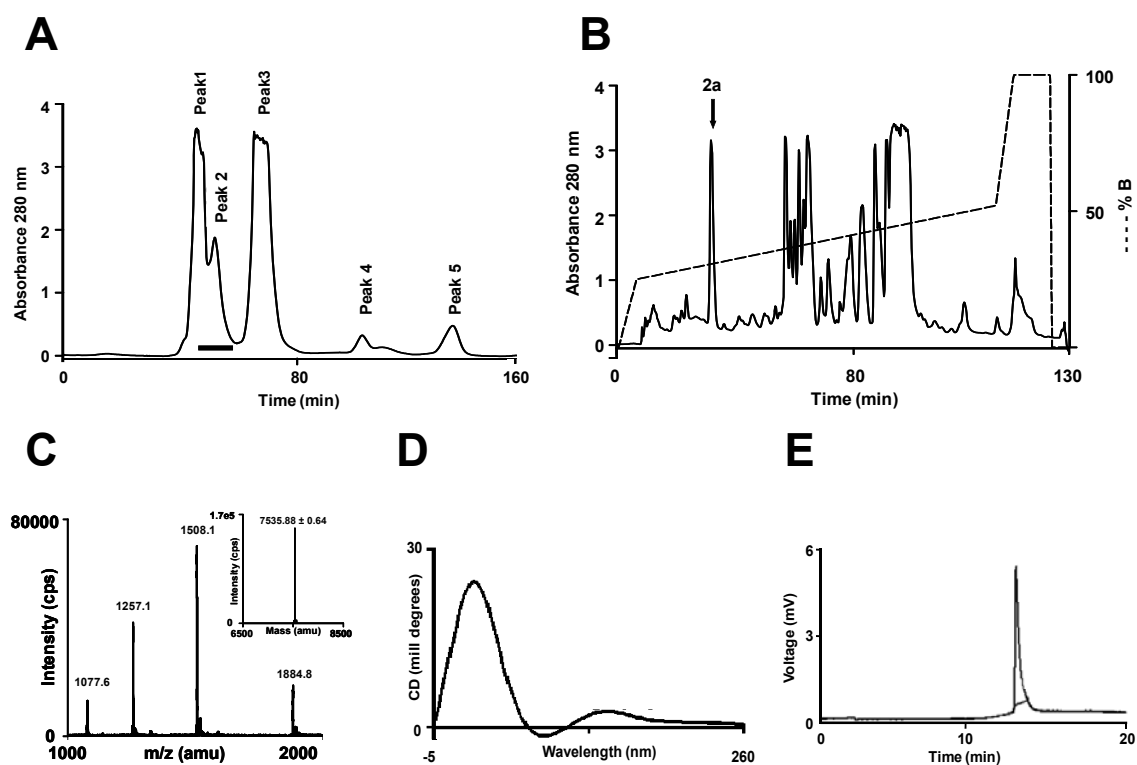 A
Absorbance 280 nm
4
3
2
1
0
Peak1
Peak 2
Peak3
Peak 4
Peak 5
0
80
160
Time (min)
B
Absorbance 280 nm
4
3
2
1
0
2a
100
50
---- % B
0
80
130
Time (min)
C
Intensity (cps)
80000
0
1077.6
1257.1
1508.1
1884.8
1000
2000
m/z (amu)
1.7e5
7535.88 ± 0.64
Intensity (cps)
0
6500
8500
Mass (amu)
D
CD (mill degrees)
30
0
-5
260
Wavelength (nm)
E
Voltage (mV)
6
3
0
0
10
20
Time (min)